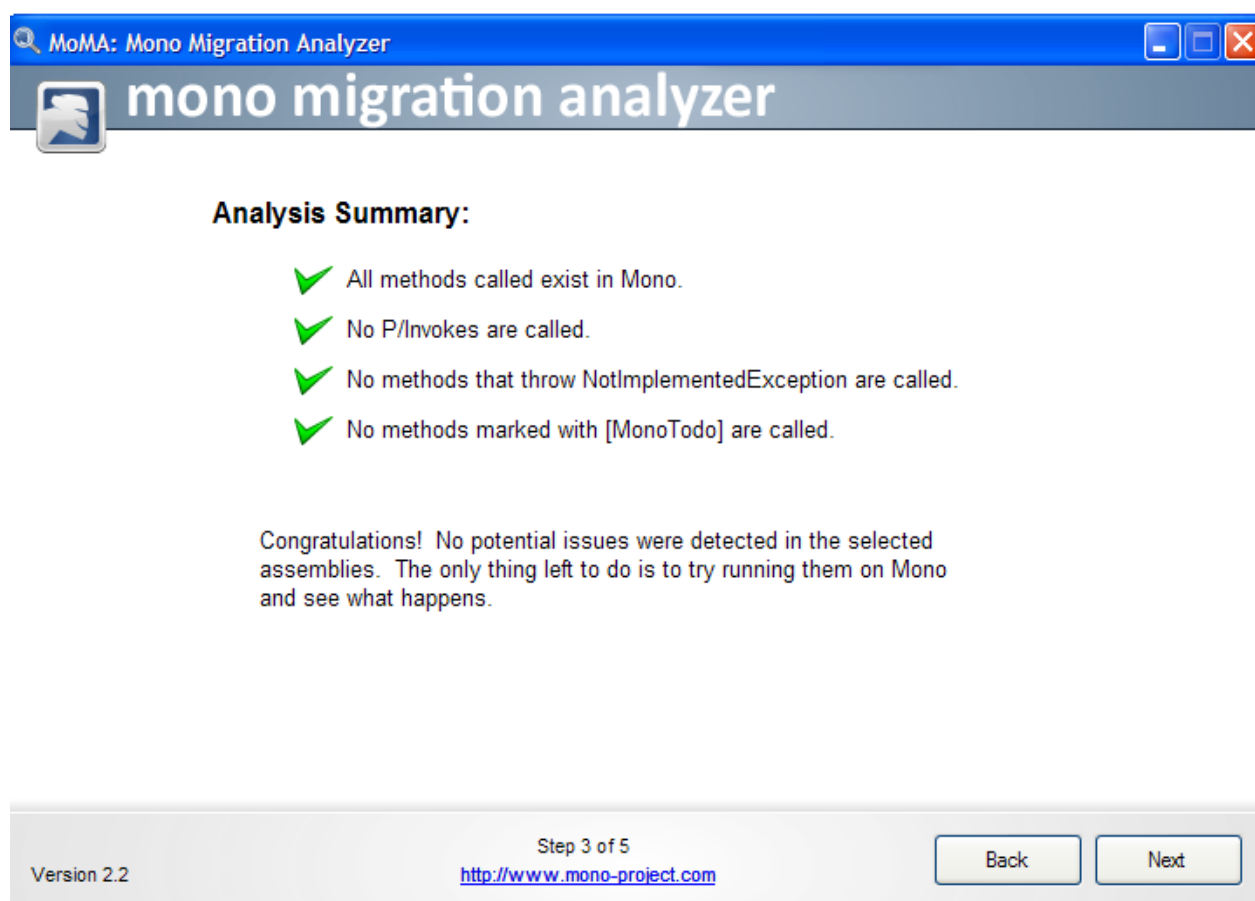 MoMA: Mono Migration Analyzer
mono migration analyzer
Analysis Summary:
All methods called exist in Mono.
No P/Invokes are called.
No methods that throw NotImplementedException are called.
No methods marked with [MonoTodo] are called.
Congratulations!  No potential issues were detected in the selected
assemblies.  The only thing left to do is to try running them on Mono
and see what happens.
Version 2.2
Step 3 of 5
http://www.mono-project.com
Back
Next